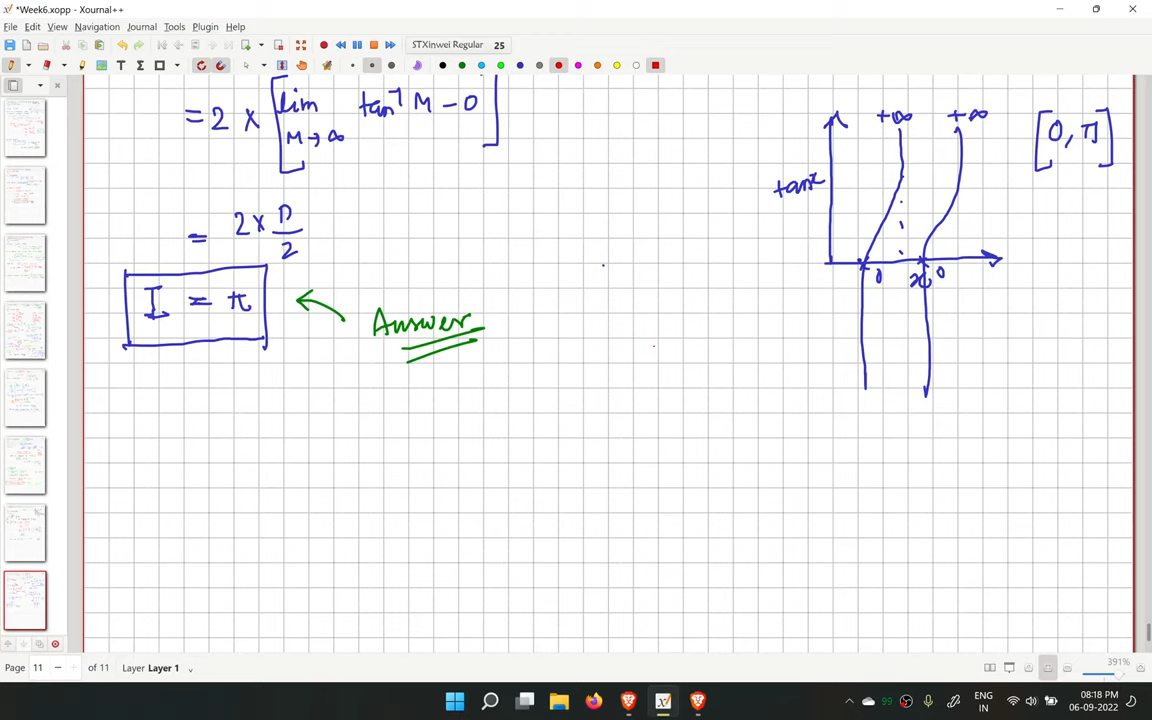 *Week6.xopp - Xournal++
File Edit View Navigation Journal Tools Plugin Help
STXinwei Regular 25
= 2 × [ lim tan⁻¹ M - 0 ]
M → ∞
= 2 × π/2
I = π
Answer
+∞ +∞
[0, π]
tan x
0 π 0
Page 11 of 11 Layer Layer 1
391%
99
ENG
IN
08:18 PM
06-09-2022